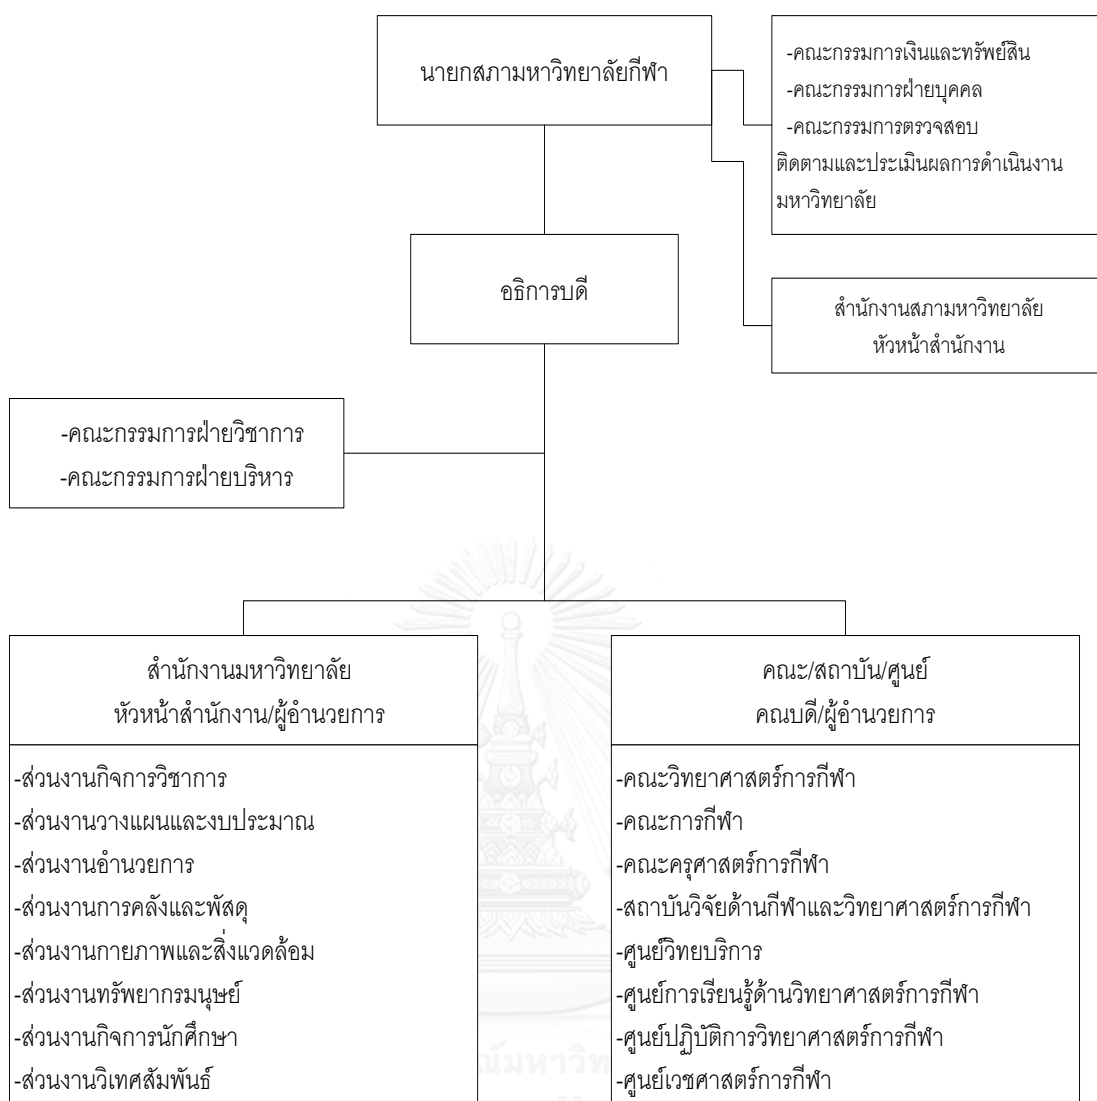 นายกสภามหาวิทยาลัยกีฬา
-คณะกรรมการเงินและทรัพย์สิน
-คณะกรรมการฝ่ายบุคคล
-คณะกรรมการตรวจสอบ
ติดตามและประเมินผลการดำเนินงาน
มหาวิทยาลัย
อธิการบดี
สำนักงานสภามหาวิทยาลัย
หัวหน้าสำนักงาน
-คณะกรรมการฝ่ายวิชาการ
-คณะกรรมการฝ่ายบริหาร
สำนักงานมหาวิทยาลัย
หัวหน้าสำนักงาน/ผู้อำนวยการ
-ส่วนงานกิจการวิชาการ
-ส่วนงานวางแผนและงบประมาณ
-ส่วนงานอำนวยการ
-ส่วนงานการคลังและพัสดุ
-ส่วนงานกายภาพและสิ่งแวดล้อม
-ส่วนงานทรัพยากรมนุษย์
-ส่วนงานกิจการนักศึกษา
-ส่วนงานวิเทศสัมพันธ์
คณะ/สถาบัน/ศูนย์
คณบดี/ผู้อำนวยการ
-คณะวิทยาศาสตร์การกีฬา
-คณะการกีฬา
-คณะครุศาสตร์การกีฬา
-สถาบันวิจัยด้านกีฬาและวิทยาศาสตร์การกีฬา
-ศูนย์วิทยบริการ
-ศูนย์การเรียนรู้ด้านวิทยาศาสตร์การกีฬา
-ศูนย์ปฏิบัติการวิทยาศาสตร์การกีฬา
-ศูนย์เวชศาสตร์การกีฬา